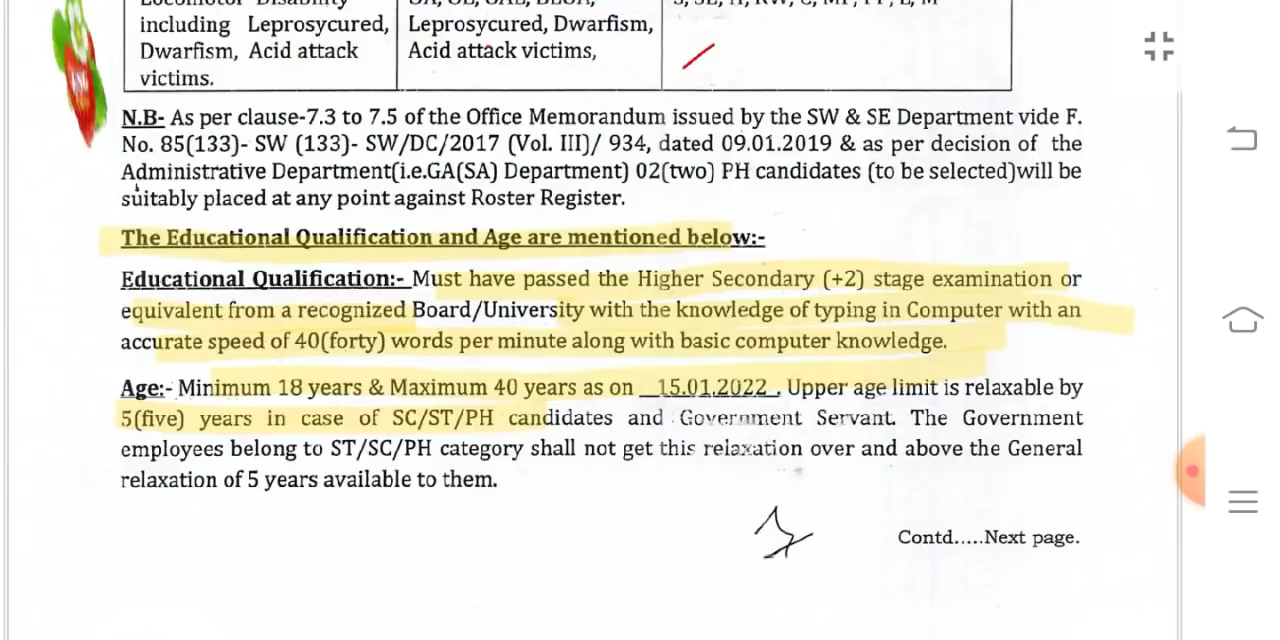 including Leprosycured,
Dwarfism, Acid attack
victims.
Leprosycured, Dwarfism,
Acid attack victims,
N.B- As per clause-7.3 to 7.5 of the Office Memorandum issued by the SW & SE Department vide F.
No. 85(133)- SW (133)- SW/DC/2017 (Vol. III)/ 934, dated 09.01.2019 & as per decision of the
Administrative Department(i.e.GA(SA) Department) 02(two) PH candidates (to be selected)will be
suitably placed at any point against Roster Register.
The Educational Qualification and Age are mentioned below:-
Educational Qualification:- Must have passed the Higher Secondary (+2) stage examination or
equivalent from a recognized Board/University with the knowledge of typing in Computer with an
accurate speed of 40(forty) words per minute along with basic computer knowledge.
Age:- Minimum 18 years & Maximum 40 years as on 15.01.2022 . Upper age limit is relaxable by
5(five) years in case of SC/ST/PH candidates and Government Servant. The Government
employees belong to ST/SC/PH category shall not get this relaxation over and above the General
relaxation of 5 years available to them.
Contd.....Next page.